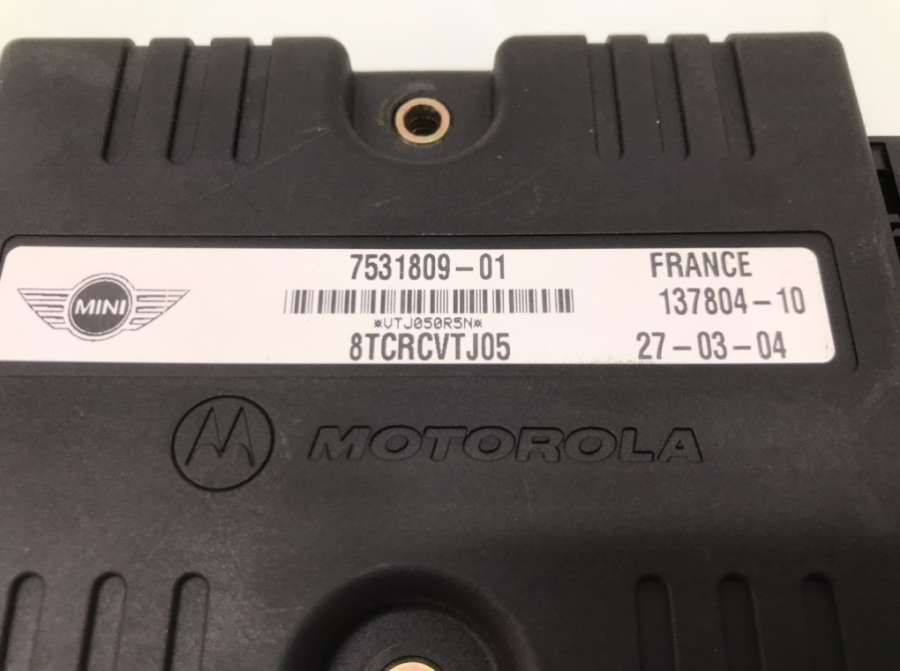 MINI
7531809-01
*VTJ050R5N*
8TCRCVTJ05
FRANCE
137804-10
27-03-04
MOTOROLA